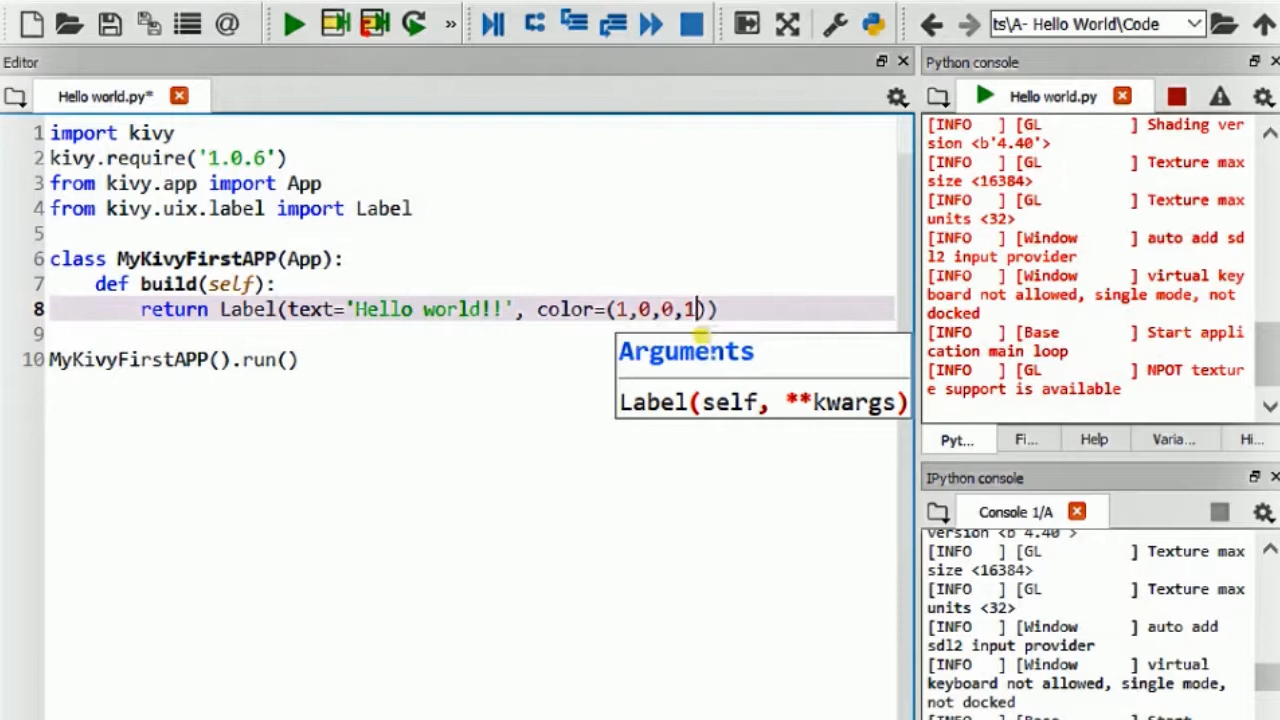 » ts\A- Hello World\Code
Editor
Hello world.py*
1 import kivy
2 kivy.require('1.0.6')
3 from kivy.app import App
4 from kivy.uix.label import Label
5
6 class MyKivyFirstAPP(App):
7 def build(self):
8 return Label(text='Hello world!!', color=(1,0,0,1))
9
10 MyKivyFirstAPP().run()
Arguments
Label(self, **kwargs)
Python console
Hello world.py
[INFO ] [GL ] Shading ver
sion <b'4.40'>
[INFO ] [GL ] Texture max
size <16384>
[INFO ] [GL ] Texture max
units <32>
[INFO ] [Window ] auto add sd
l2 input provider
[INFO ] [Window ] virtual key
board not allowed, single mode, not
docked
[INFO ] [Base ] Start appli
cation main loop
[INFO ] [GL ] NPOT textur
e support is available
Pyt... Fi... Help Varia... Hi...
IPython console
Console 1/A
version <b'4.40'>
[INFO ] [GL ] Texture max
size <16384>
[INFO ] [GL ] Texture max
units <32>
[INFO ] [Window ] auto add
sdl2 input provider
[INFO ] [Window ] virtual
keyboard not allowed, single mode,
not docked
[INFO ] [Base ] Start